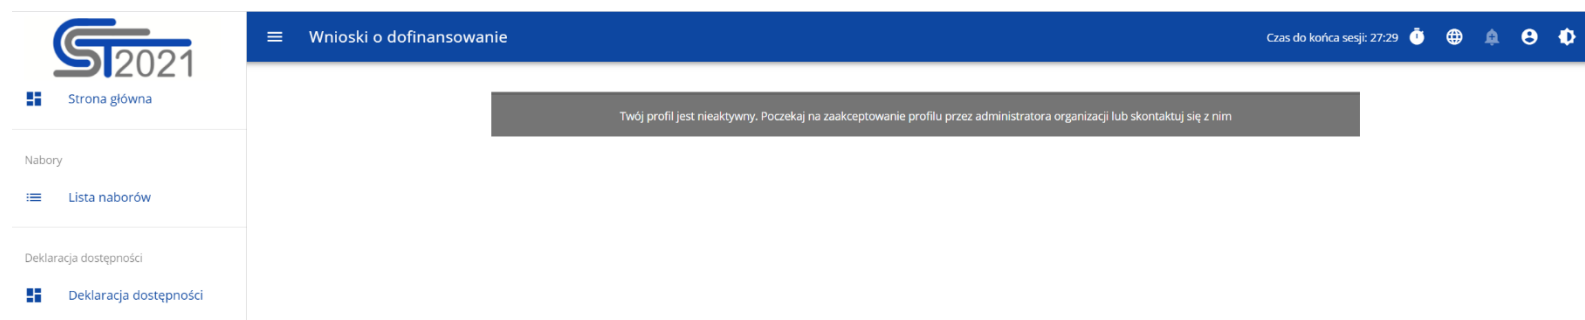 CST2021
Wnioski o dofinansowanie
Czas do końca sesji: 27:29
Strona główna
Twój profil jest nieaktywny. Poczekaj na zaakceptowanie profilu przez administratora organizacji lub skontaktuj się z nim
Nabory
Lista naborów
Deklaracja dostępności
Deklaracja dostępności